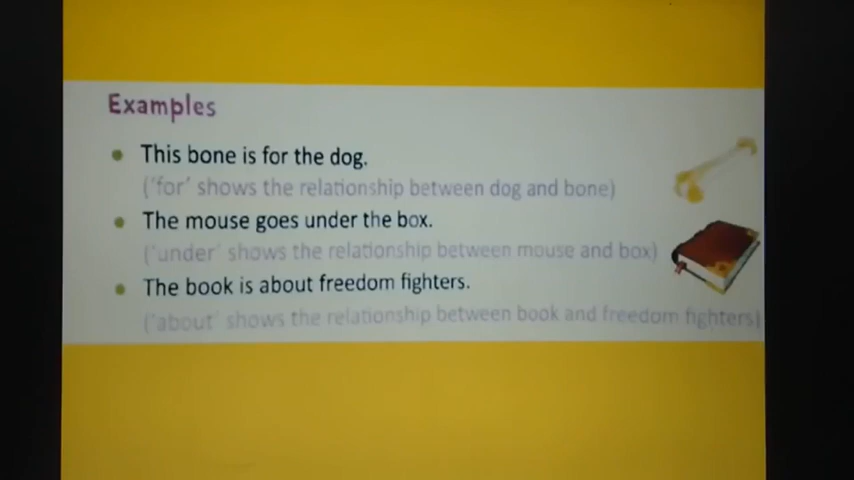 Examples
• This bone is for the dog.
('for' shows the relationship between dog and bone)
• The mouse goes under the box.
('under' shows the relationship between mouse and box)
• The book is about freedom fighters.
('about' shows the relationship between book and freedom fighters)